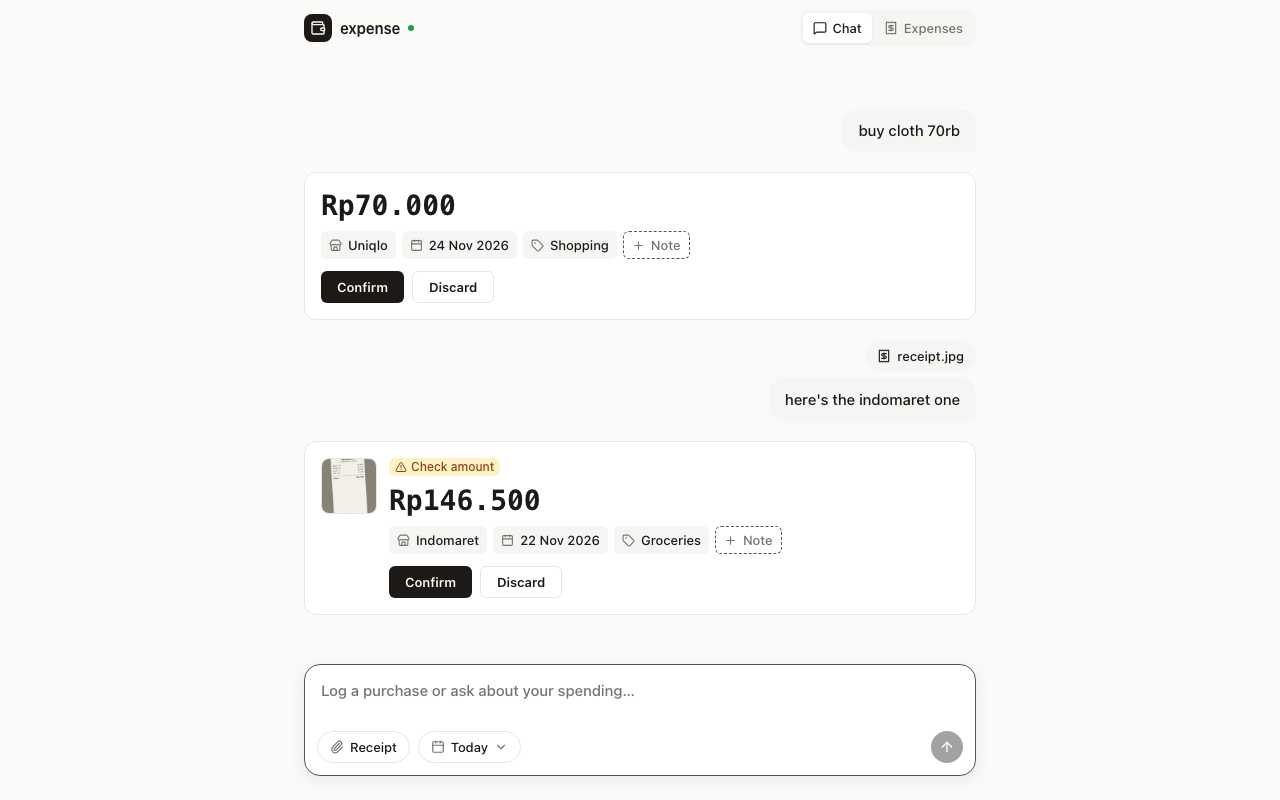 expense
Chat
Expenses
buy cloth 70rb
Rp70.000
Uniqlo
24 Nov 2026
Shopping
Note
Confirm
Discard
receipt.jpg
here's the indomaret one
Check amount
Rp146.500
Indomaret
22 Nov 2026
Groceries
Note
Confirm
Discard
Log a purchase or ask about your spending...
Receipt
Today